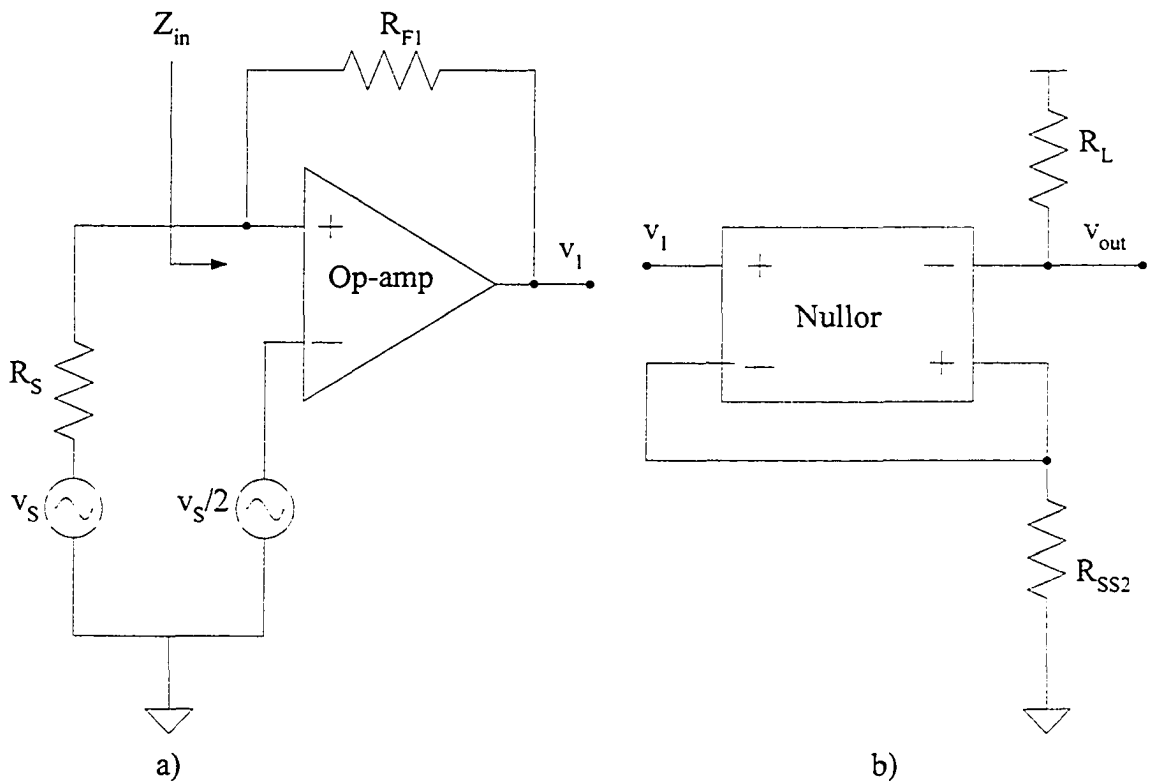 Z_in
R_F1
R_L
+
Op-amp
−
v_1
v_1
+
−
Nullor
−
+
v_out
R_S
v_S
v_S/2
R_SS2
a)
b)